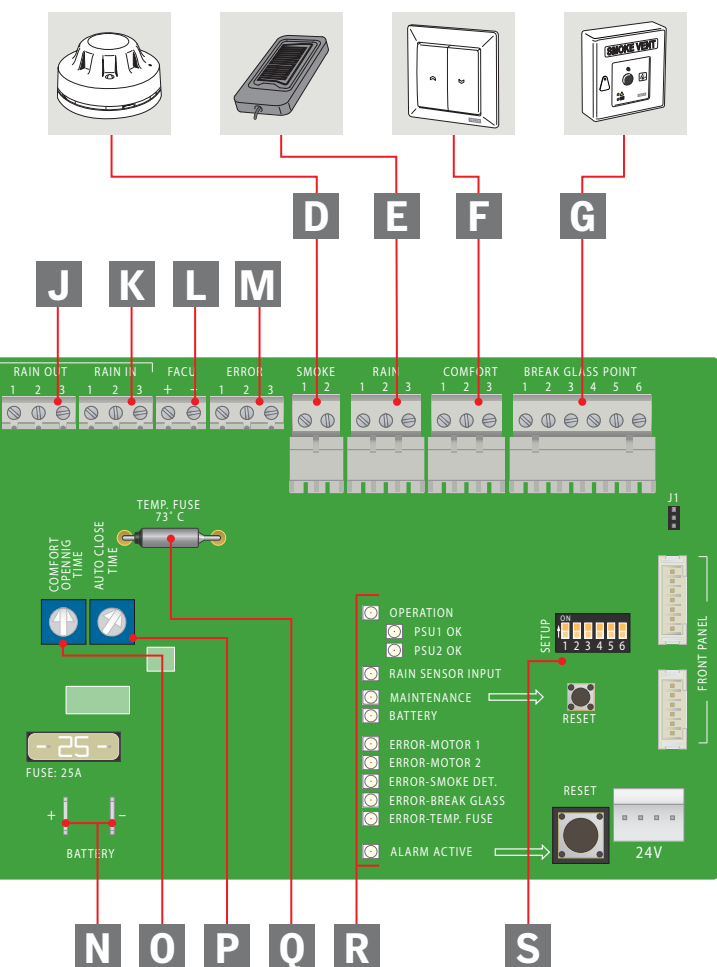 SMOKE VENT
D E F G
J K L M
RAIN OUT RAIN IN FACU ERROR SMOKE RAIN COMFORT BREAK GLASS POINT
1 2 3 1 2 3 + - 1 2 3 1 2 1 2 3 1 2 3 1 2 3 4 5 6
J1
TEMP. FUSE
73° C
COMFORT
OPENNIG
TIME
AUTO CLOSE
TIME
OPERATION
PSU1 OK
PSU2 OK
RAIN SENSOR INPUT
MAINTENANCE
BATTERY
ERROR-MOTOR 1
ERROR-MOTOR 2
ERROR-SMOKE DET.
ERROR-BREAK GLASS
ERROR-TEMP. FUSE
ALARM ACTIVE
SETUP
ON
1 2 3 4 5 6
RESET
FRONT PANEL
RESET
24V
- 25 -
FUSE: 25A
+ -
BATTERY
N O P Q R S